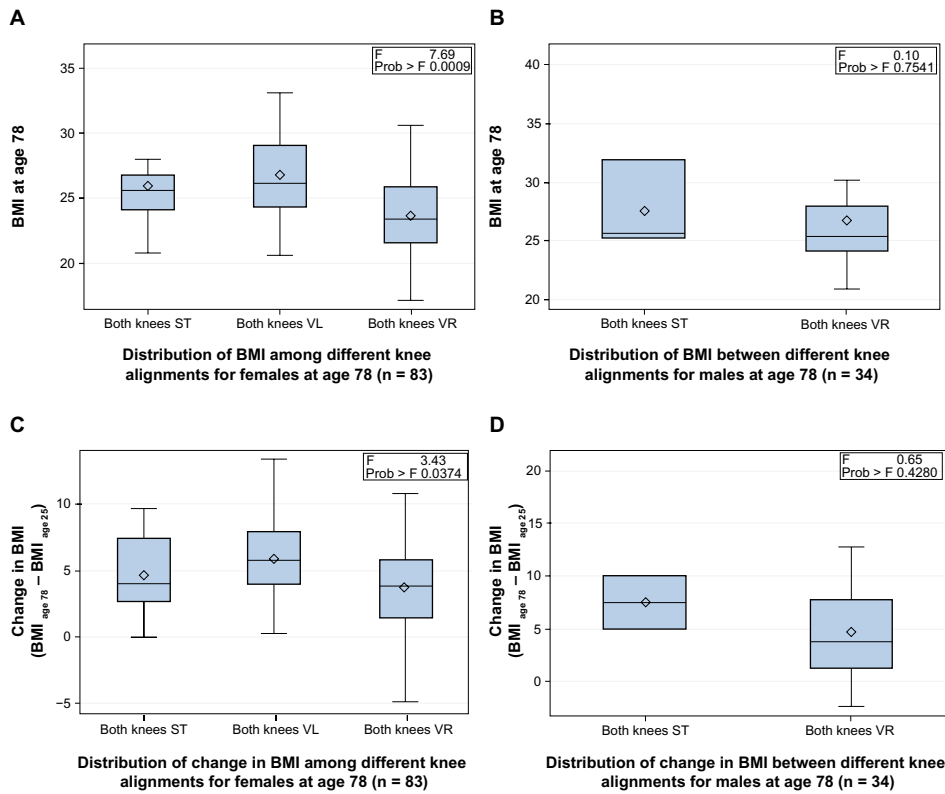 A
F 7.69
Prob > F 0.0009
35
30
25
20
BMI at age 78
Both knees ST
Both knees VL
Both knees VR
Distribution of BMI among different knee
alignments for females at age 78 (n = 83)
B
F 0.10
Prob > F 0.7541
40
35
30
25
20
BMI at age 78
Both knees ST
Both knees VR
Distribution of BMI between different knee
alignments for males at age 78 (n = 34)
C
F 3.43
Prob > F 0.0374
10
5
0
−5
Change in BMI
(BMI age 78 – BMI age 25)
Both knees ST
Both knees VL
Both knees VR
Distribution of change in BMI among different knee
alignments for females at age 78 (n = 83)
D
F 0.65
Prob > F 0.4280
20
15
10
5
0
Change in BMI
(BMI age 78 – BMI age 25)
Both knees ST
Both knees VR
Distribution of change in BMI between different knee
alignments for males at age 78 (n = 34)